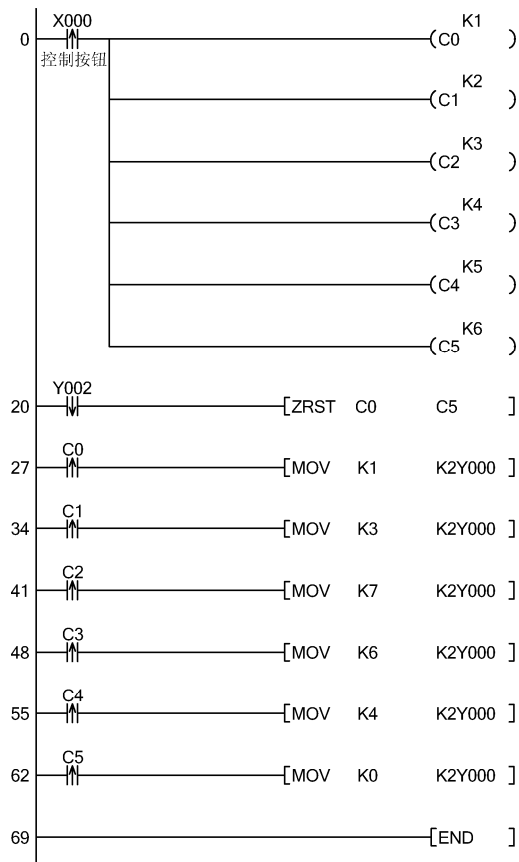 X000 K1
0 C0
控制按钮
K2
C1
K3
C2
K4
C3
K5
C4
K6
C5
Y002
20 ZRST C0 C5
C0
27 MOV K1 K2Y000
C1
34 MOV K3 K2Y000
C2
41 MOV K7 K2Y000
C3
48 MOV K6 K2Y000
C4
55 MOV K4 K2Y000
C5
62 MOV K0 K2Y000
69 END